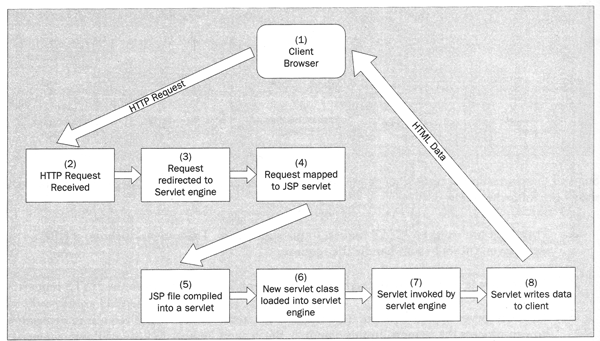 (1)
Client
Browser
HTTP Request
HTML Data
(2)
HTTP Request
Received
(3)
Request
redirected to
Servlet engine
(4)
Request mapped
to JSP servlet
(5)
JSP file compiled
into a servlet
(6)
New servlet class
loaded into servlet
engine
(7)
Servlet invoked by
servlet engine
(8)
Servlet writes data
to client